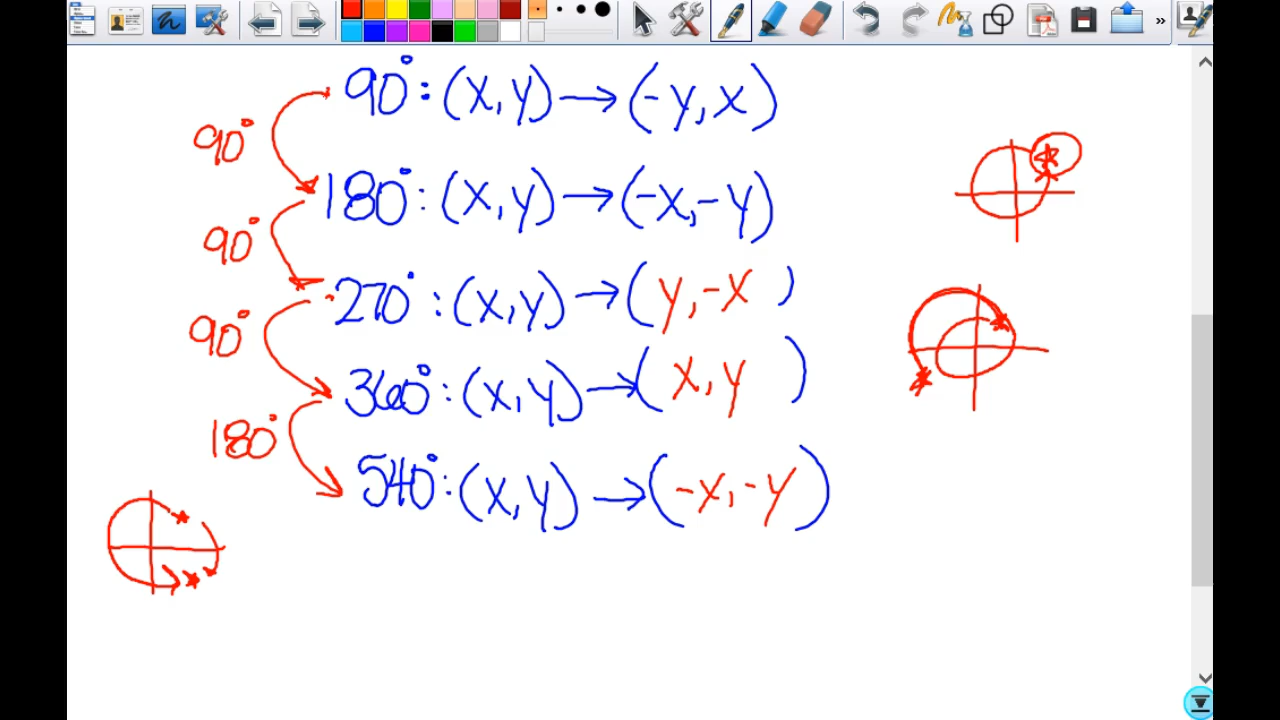 90°: (x, y) → (-y, x)
90°
180°: (x, y) → (-x, -y)
90°
270°: (x, y) → (y, -x)
90°
360°: (x, y) → (x, y)
180°
540°: (x, y) → (-x, -y)